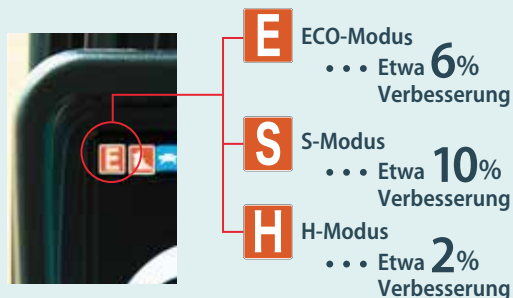 E
ECO-Modus
• • • Etwa 6%
Verbesserung
E
S
S-Modus
• • • Etwa 10%
Verbesserung
H
H-Modus
• • • Etwa 2%
Verbesserung